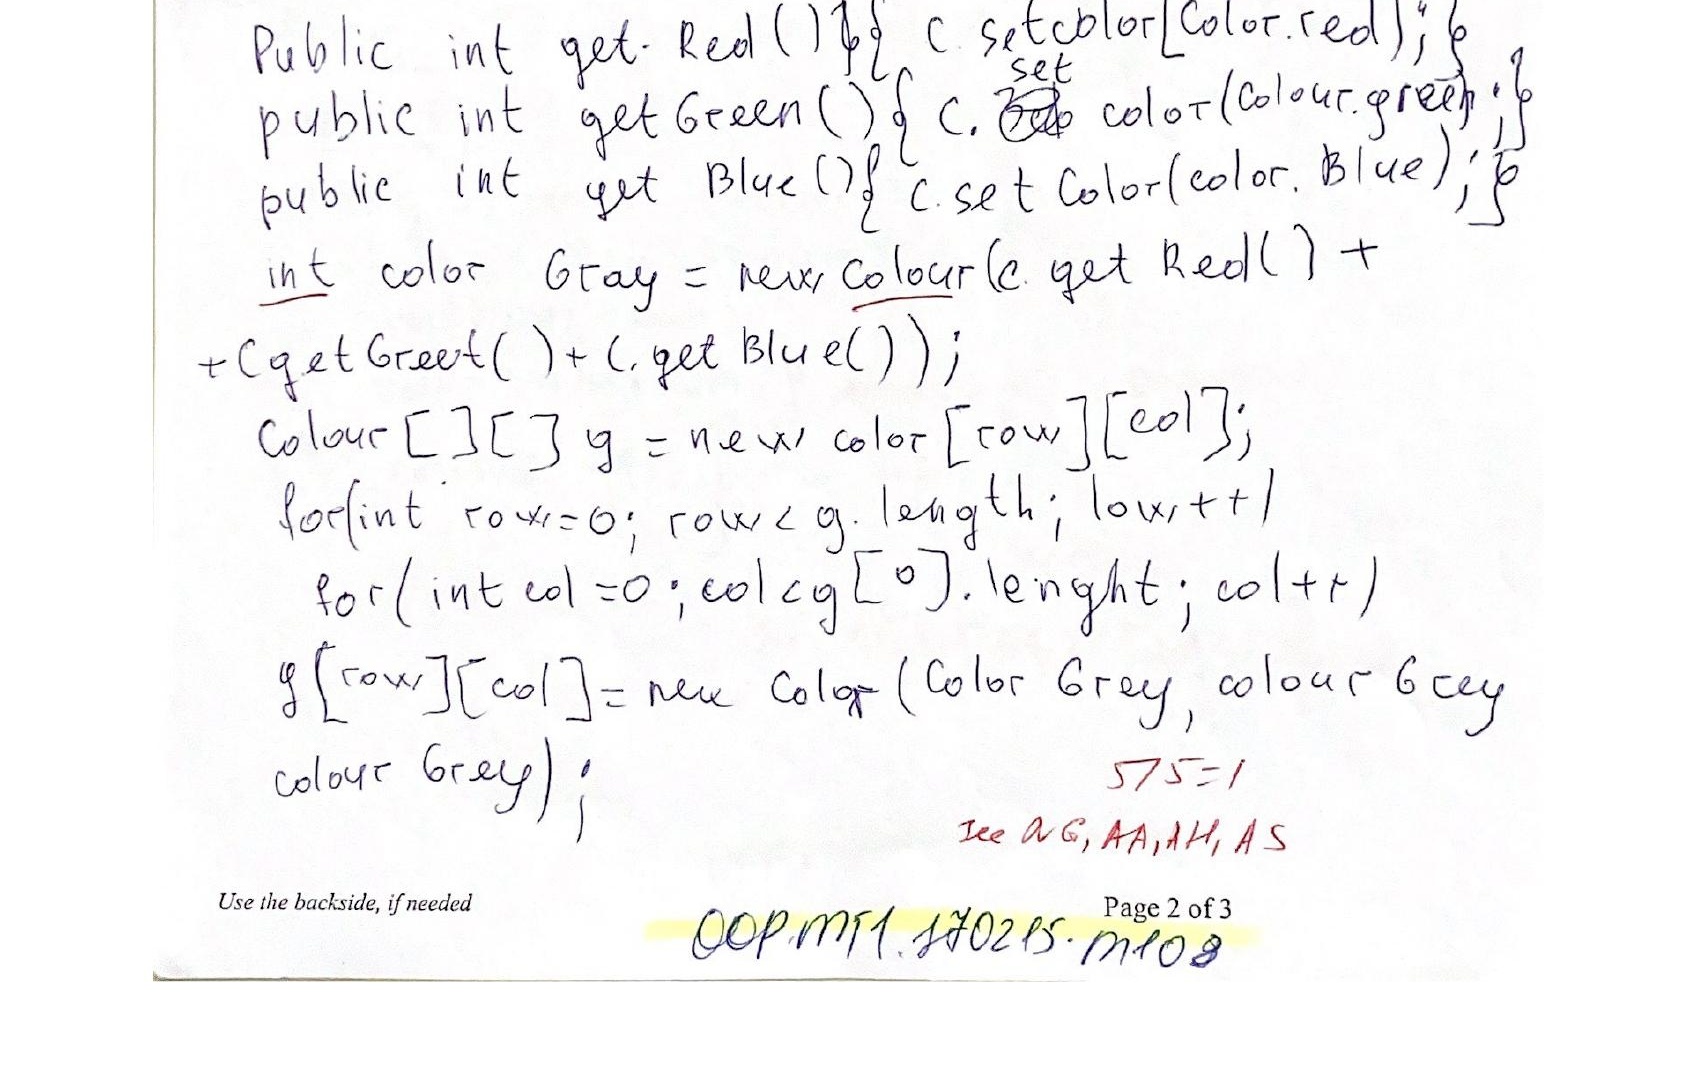 Public int get Red(){ c. setcolor[Color.red]; }
set
public int getGreen(){ c. color(Colour.green; }
public int get Blue(){ c.set Color(color. Blue); }
int color Gray = new Colour(c. get Red() +
+ C getGreet() + C. get Blue());
Colour [][] g = new color [row][col];
for(int row=0; row < g. length; low++)
for( int col =0; col<g[0]. lenght; col++)
g[row][col] = new Color (Color Grey, colour Grey
colour Grey);
575=1
See AG, AA, AH, AS
Use the backside, if needed
Page 2 of 3
OOP.MT1.170215.M108